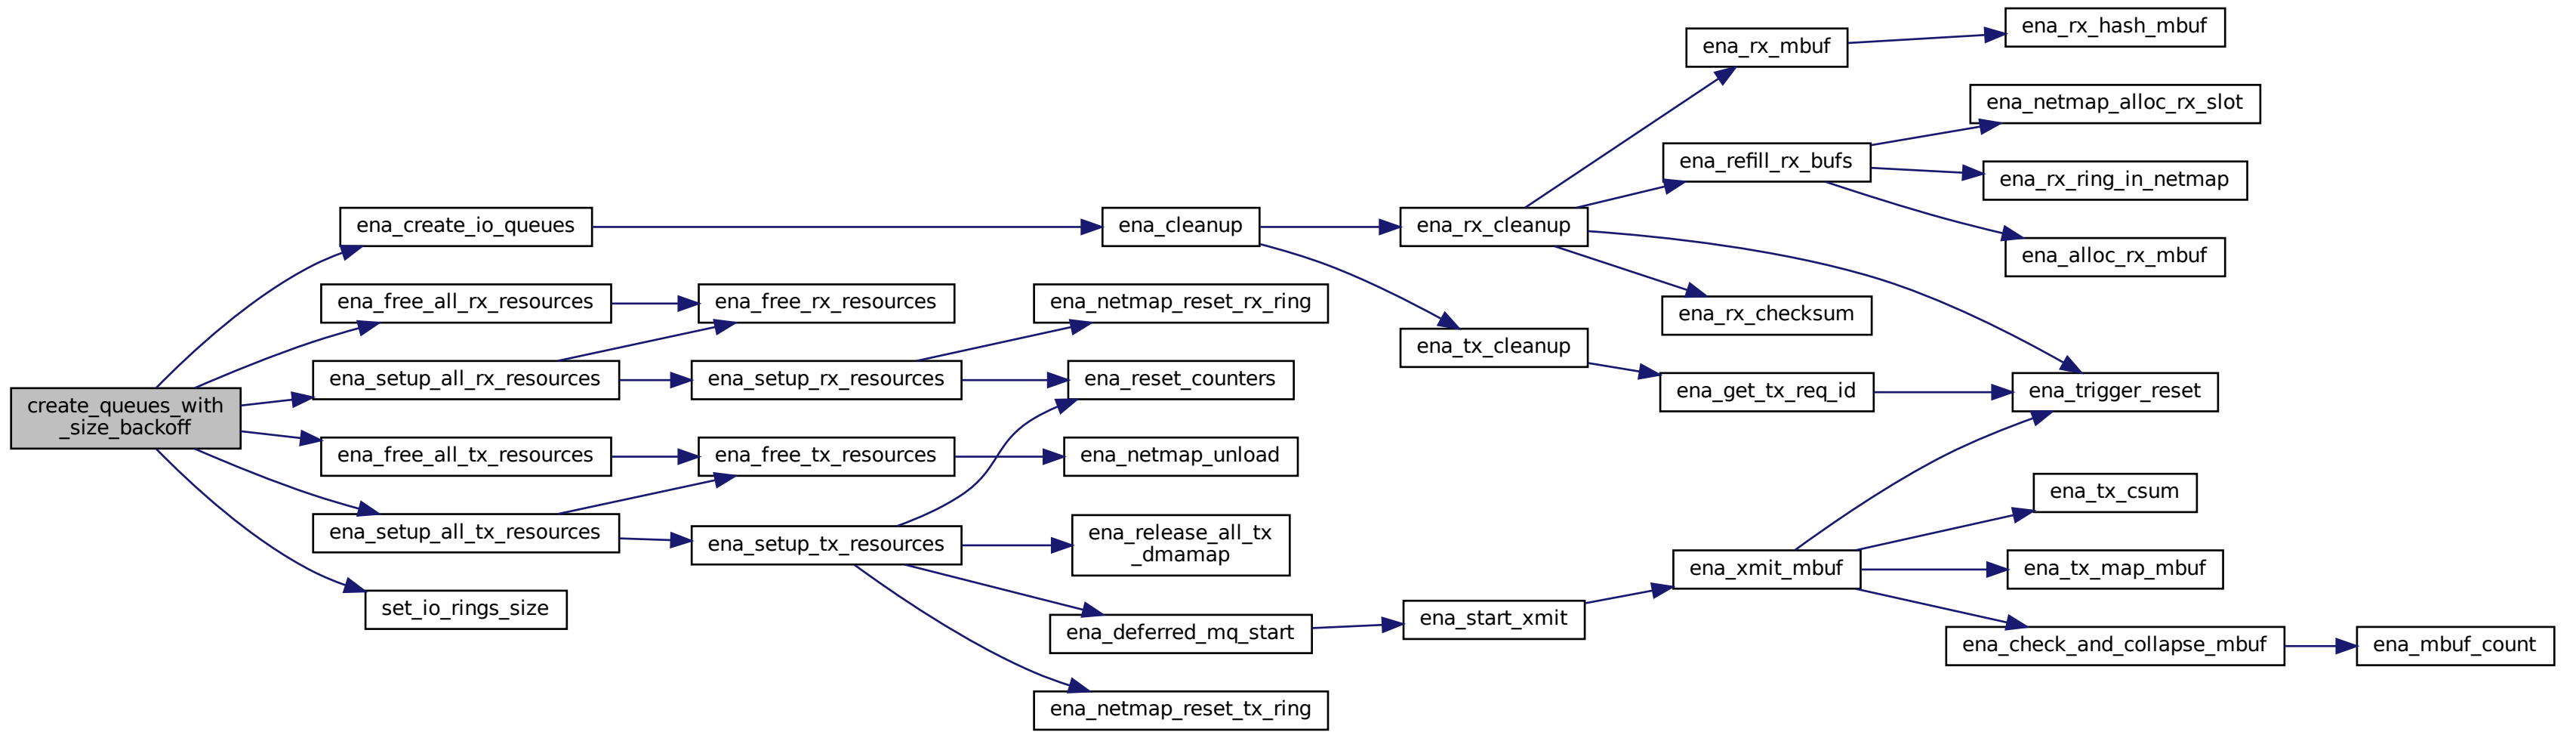 create_queues_with
_size_backoff
ena_create_io_queues
ena_free_all_rx_resources
ena_setup_all_rx_resources
ena_free_all_tx_resources
ena_setup_all_tx_resources
set_io_rings_size
ena_free_rx_resources
ena_setup_rx_resources
ena_free_tx_resources
ena_setup_tx_resources
ena_cleanup
ena_netmap_reset_rx_ring
ena_reset_counters
ena_netmap_unload
ena_release_all_tx
_dmamap
ena_deferred_mq_start
ena_netmap_reset_tx_ring
ena_rx_cleanup
ena_tx_cleanup
ena_start_xmit
ena_rx_mbuf
ena_refill_rx_bufs
ena_rx_checksum
ena_get_tx_req_id
ena_xmit_mbuf
ena_rx_hash_mbuf
ena_netmap_alloc_rx_slot
ena_rx_ring_in_netmap
ena_alloc_rx_mbuf
ena_trigger_reset
ena_tx_csum
ena_tx_map_mbuf
ena_check_and_collapse_mbuf
ena_mbuf_count